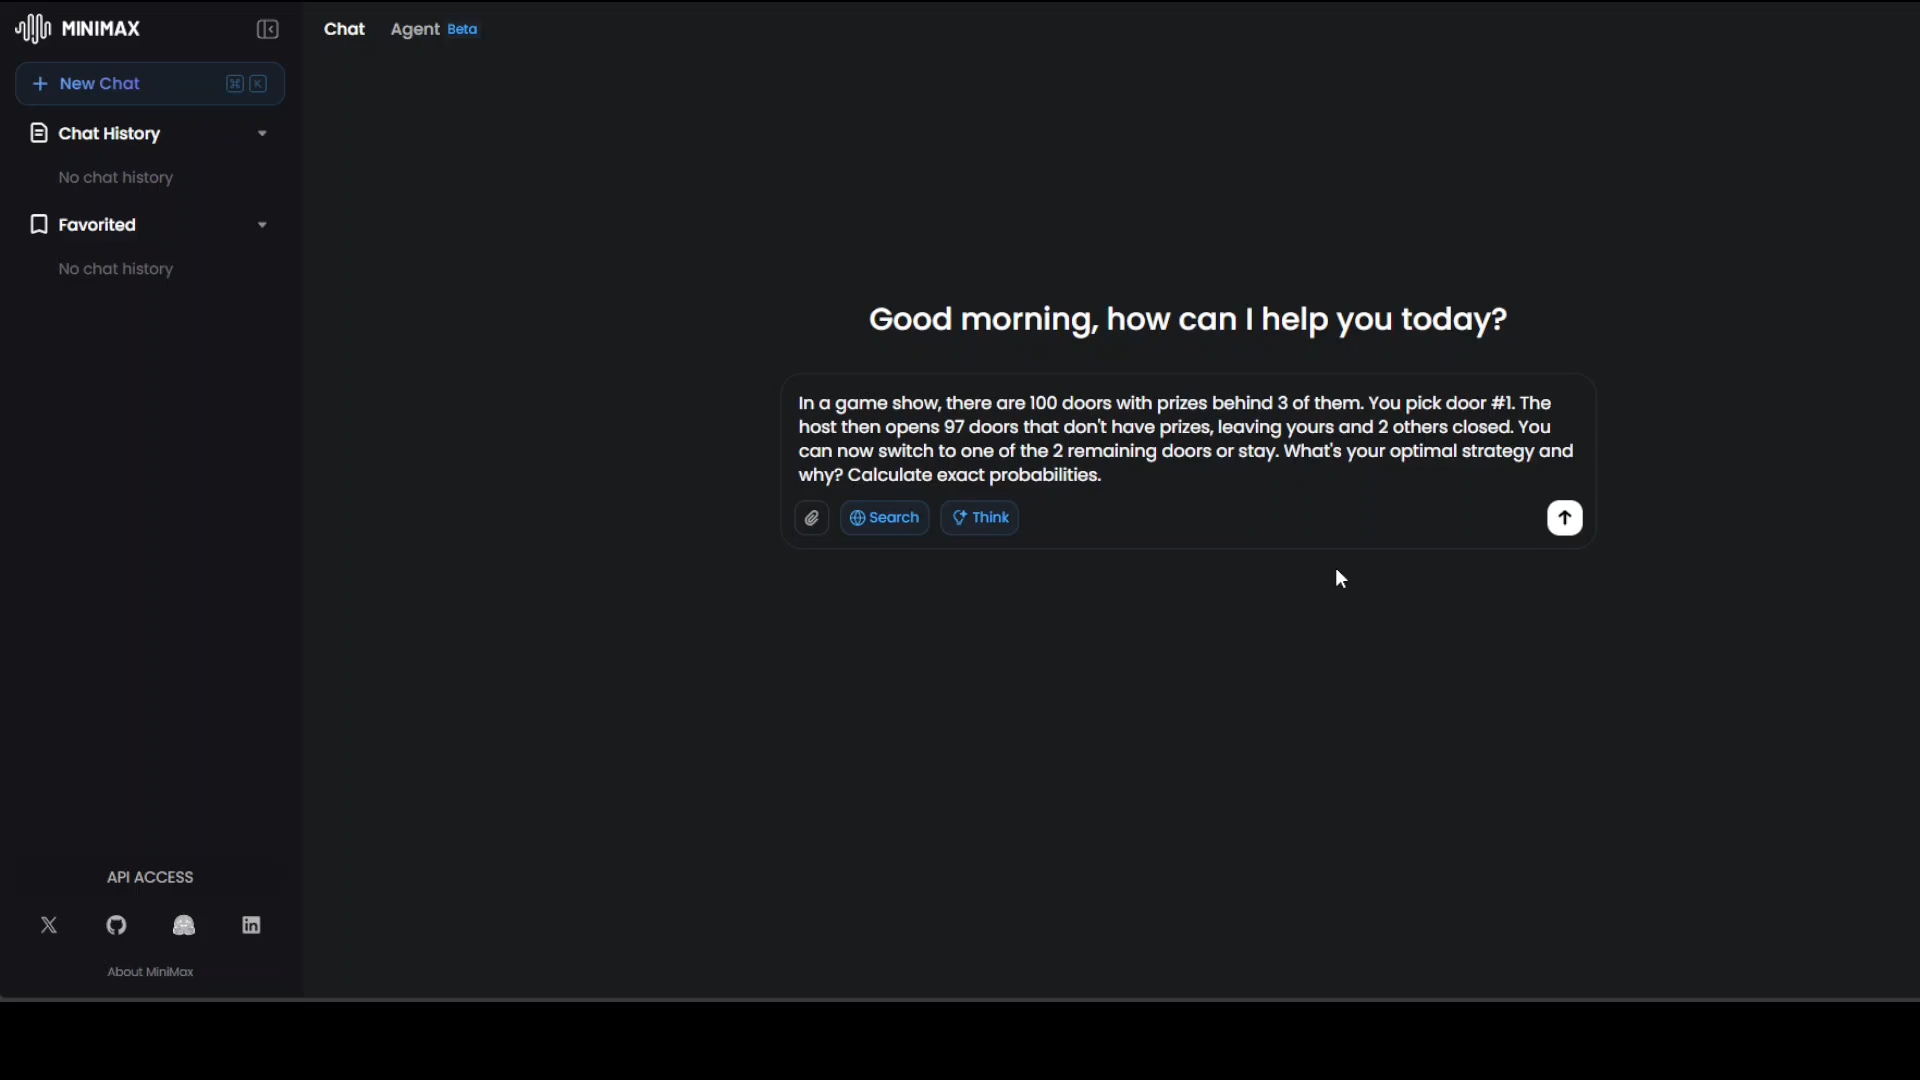 MINIMAX
Chat
Agent Beta
New Chat
⌘ K
Chat History
No chat history
Favorited
No chat history
Good morning, how can I help you today?
In a game show, there are 100 doors with prizes behind 3 of them. You pick door #1. The
host then opens 97 doors that don't have prizes, leaving yours and 2 others closed. You
can now switch to one of the 2 remaining doors or stay. What's your optimal strategy and
why? Calculate exact probabilities.
Search
Think
API ACCESS
About MiniMax